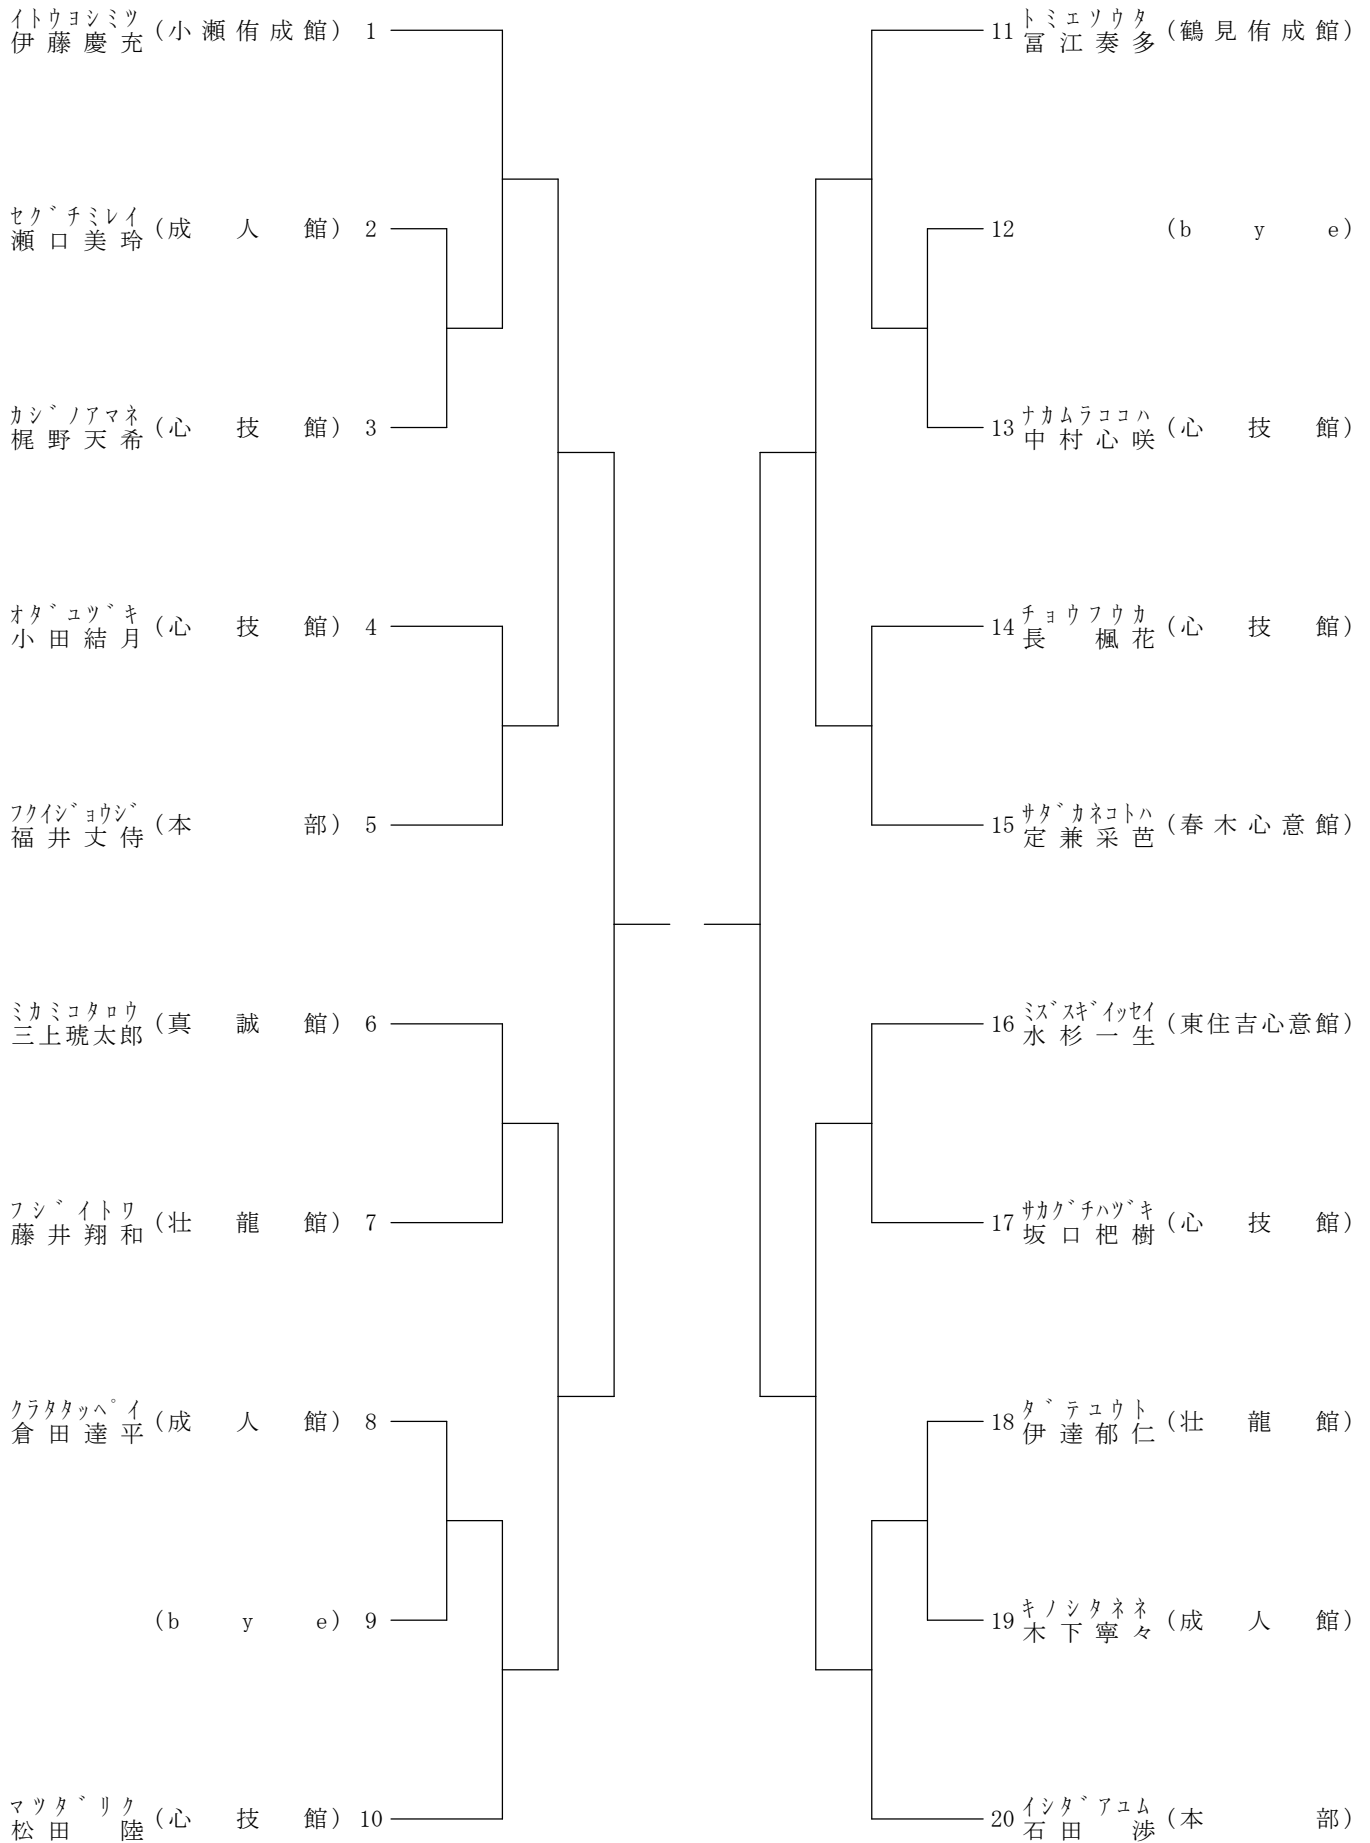 イトウヨシミツ
伊藤慶充 (小瀬侑成館) 1
セグチミレイ
瀬口美玲 (成人館) 2
カジノアマネ
梶野天希 (心技館) 3
オダユヅキ
小田結月 (心技館) 4
フクイジョウジ
福井丈侍 (本部) 5
ミカミコタロウ
三上琥太郎 (真誠館) 6
フジイトワ
藤井翔和 (壮龍館) 7
クラタタッペイ
倉田達平 (成人館) 8
(bye) 9
マツダリク
松田陸 (心技館) 10
トミエソウタ
11 冨江奏多 (鶴見侑成館)
12 (bye)
ナカムラココハ
13 中村心咲 (心技館)
チョウフウカ
14 長楓花 (心技館)
サダカネコトハ
15 定兼采芭 (春木心意館)
ミズスギイッセイ
16 水杉一生 (東住吉心意館)
サカグチハヅキ
17 坂口杷樹 (心技館)
ダテユウト
18 伊達郁仁 (壮龍館)
キノシタネネ
19 木下寧々 (成人館)
イシダアユム
20 石田渉 (本部)